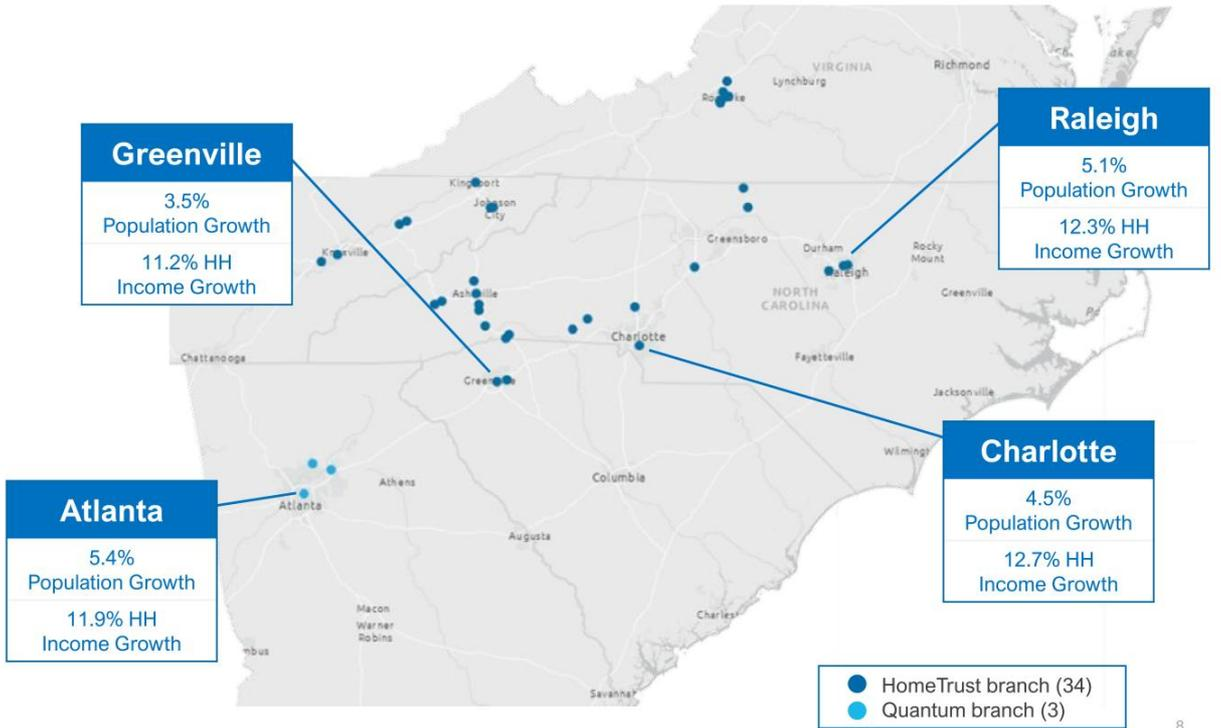 VIRGINIA
Richmond
Lynchburg
Raleigh
5.1%
Population Growth
12.3% HH
Income Growth
Greenville
3.5%
Population Growth
11.2% HH
Income Growth
Johnson
City
Greensboro
Durham
Rocky
Mount
Raleigh
Greenville
NORTH
CAROLINA
Asheville
Charlotte
Chattanooga
Fayetteville
Jacksonville
Charlotte
4.5%
Population Growth
12.7% HH
Income Growth
Columbia
Athens
Atlanta
Augusta
Atlanta
5.4%
Population Growth
11.9% HH
Income Growth
Macon
Warner
Robins
HomeTrust branch (34)
Quantum branch (3)
8